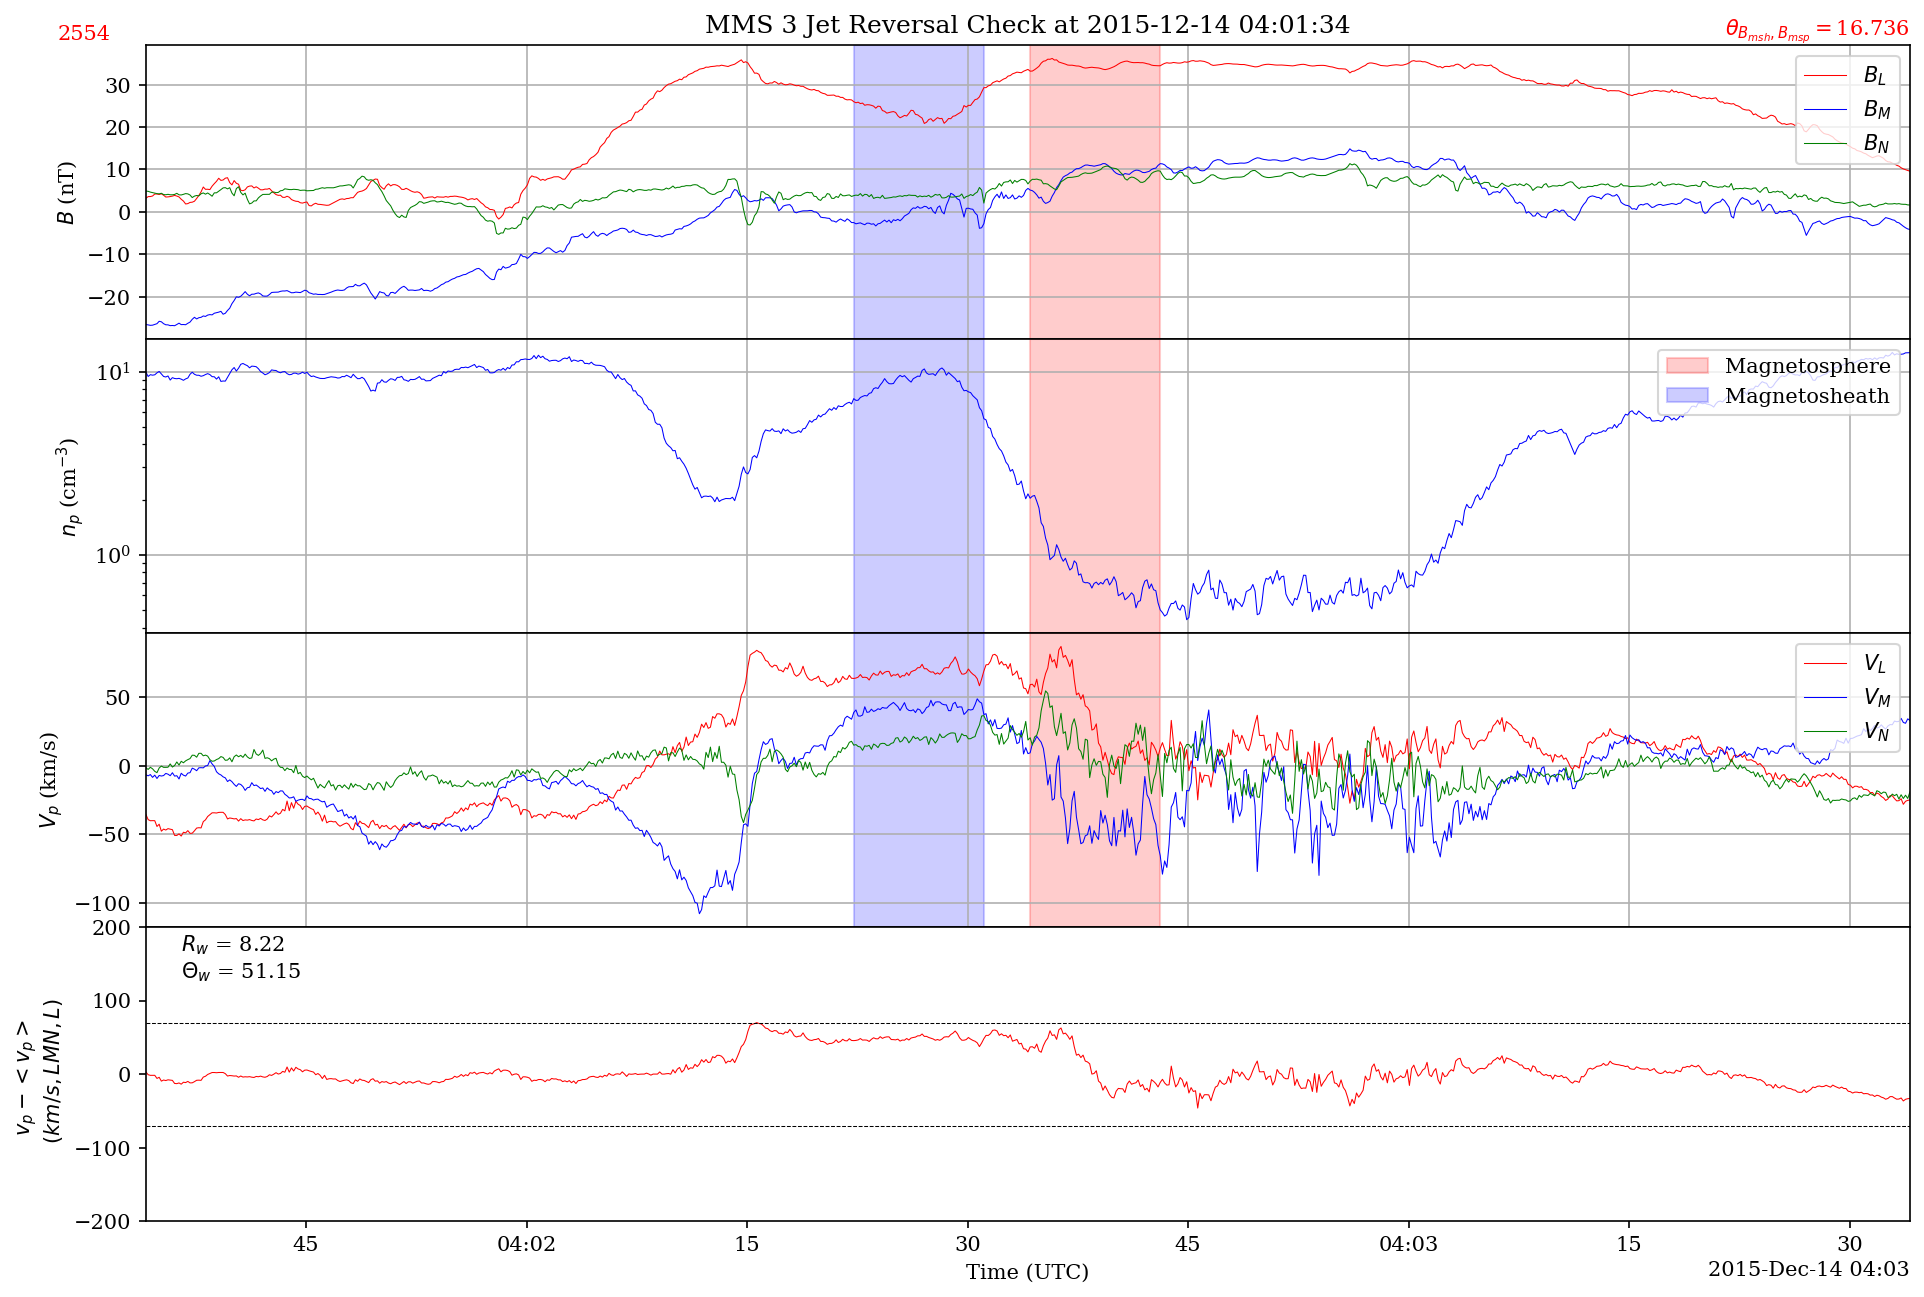 MMS 3 Jet Reversal Check at 2015-12-14 04:01:34
2554
θ_{B_{msh}, B_{msp}} = 16.736
30
20
10
0
−10
−20
B (nT)
B_L
B_M
B_N
10^1
10^0
n_p (cm^{−3})
Magnetosphere
Magnetosheath
50
0
−50
−100
V_p (km/s)
V_L
V_M
V_N
200
100
0
−100
−200
v_p − < v_p >
(km/s, LMN, L)
R_w = 8.22
Θ_w = 51.15
45 04:02 15 30 45 04:03 15 30
Time (UTC)
2015-Dec-14 04:03